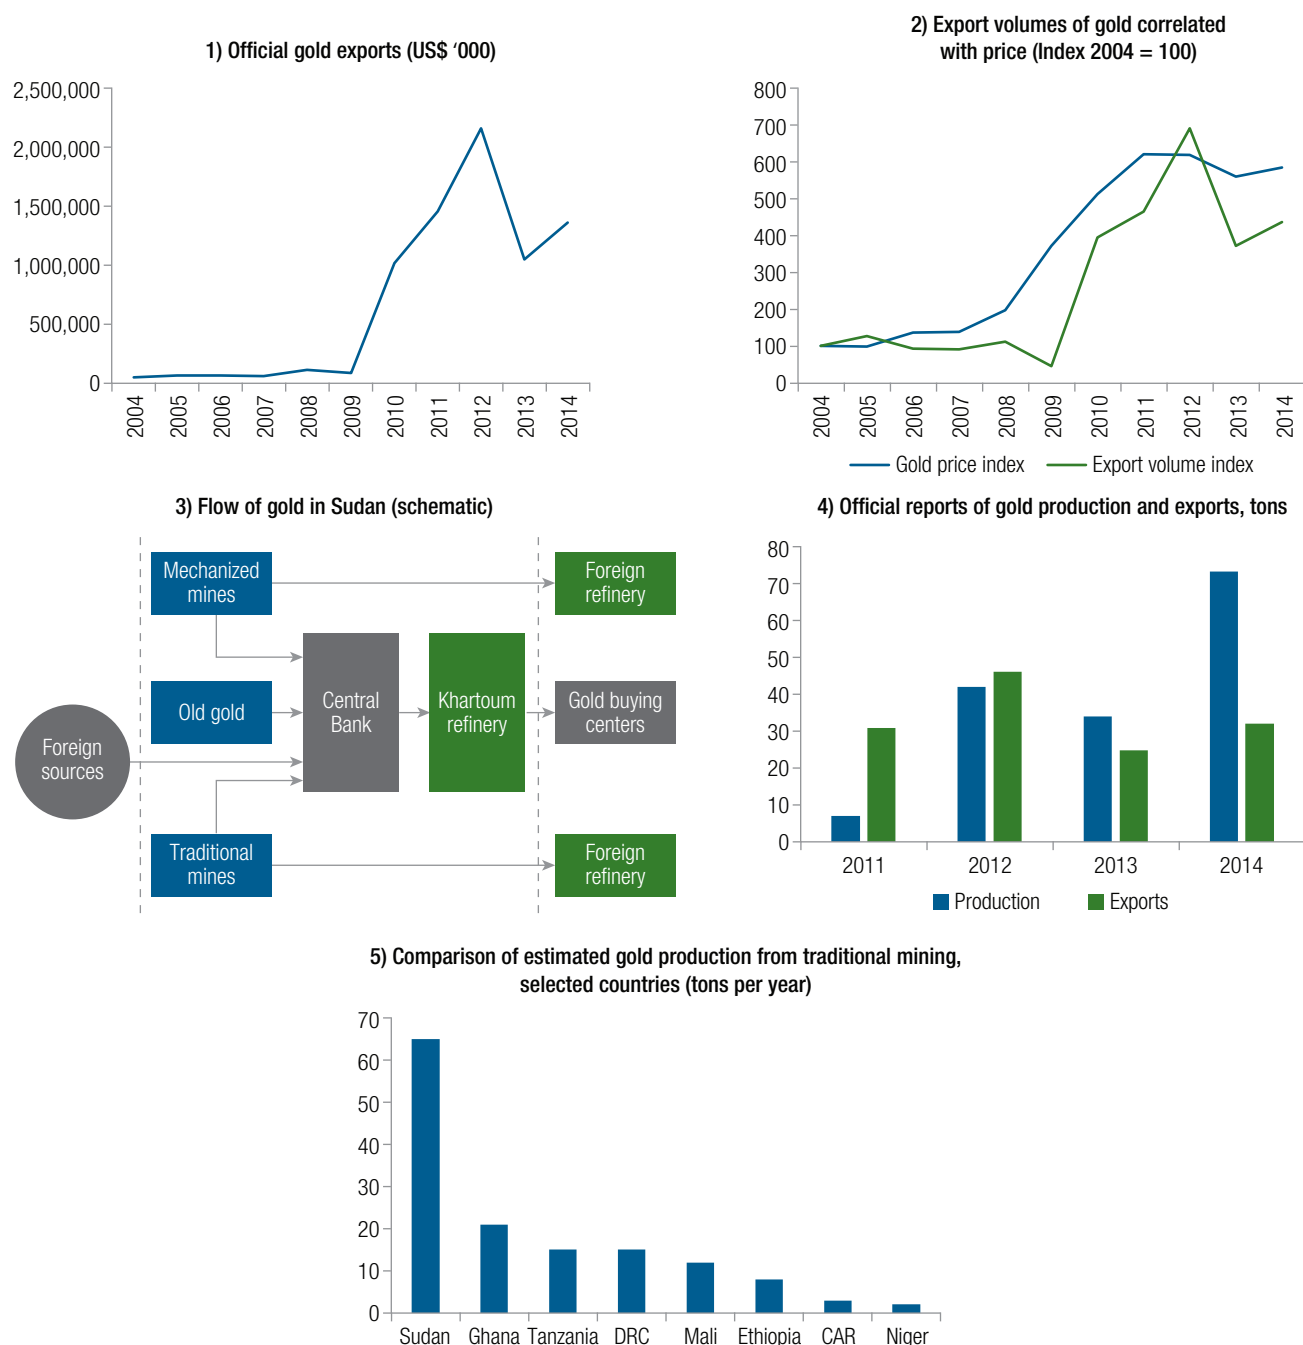 1) Official gold exports (US$ ‘000)
2,500,000
2,000,000
1,500,000
1,000,000
500,000
0
2004 2005 2006 2007 2008 2009 2010 2011 2012 2013 2014
2) Export volumes of gold correlated
with price (Index 2004 = 100)
800
700
600
500
400
300
200
100
0
2004 2005 2006 2007 2008 2009 2010 2011 2012 2013 2014
Gold price index Export volume index
3) Flow of gold in Sudan (schematic)
Mechanized
mines
Foreign
refinery
Old gold
Central
Bank
Khartoum
refinery
Gold buying
centers
Foreign
sources
Traditional
mines
Foreign
refinery
4) Official reports of gold production and exports, tons
80
70
60
50
40
30
20
10
0
2011 2012 2013 2014
Production Exports
5) Comparison of estimated gold production from traditional mining,
selected countries (tons per year)
70
60
50
40
30
20
10
0
Sudan Ghana Tanzania DRC Mali Ethiopia CAR Niger